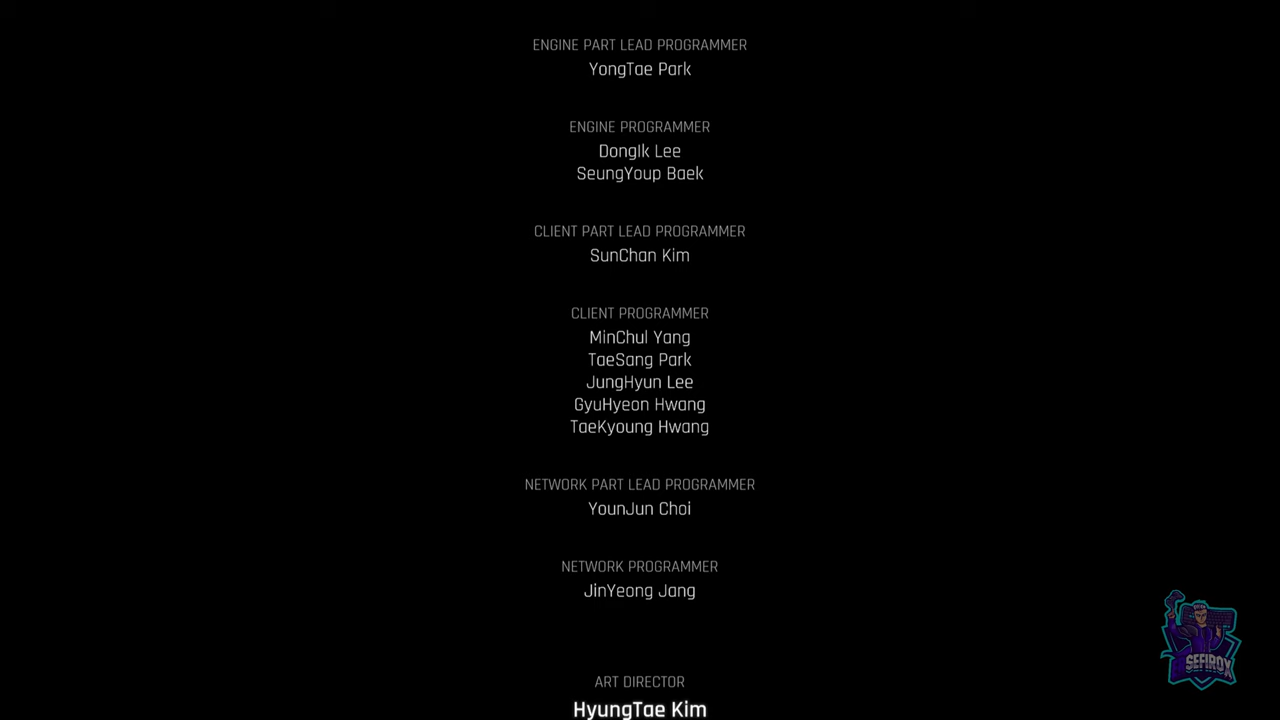 ENGINE PART LEAD PROGRAMMER
YongTae Park
ENGINE PROGRAMMER
DongIk Lee
SeungYoup Baek
CLIENT PART LEAD PROGRAMMER
SunChan Kim
CLIENT PROGRAMMER
MinChul Yang
TaeSang Park
JungHyun Lee
GyuHyeon Hwang
TaeKyoung Hwang
NETWORK PART LEAD PROGRAMMER
YounJun Choi
NETWORK PROGRAMMER
JinYeong Jang
ART DIRECTOR
HyungTae Kim
SEFIROX